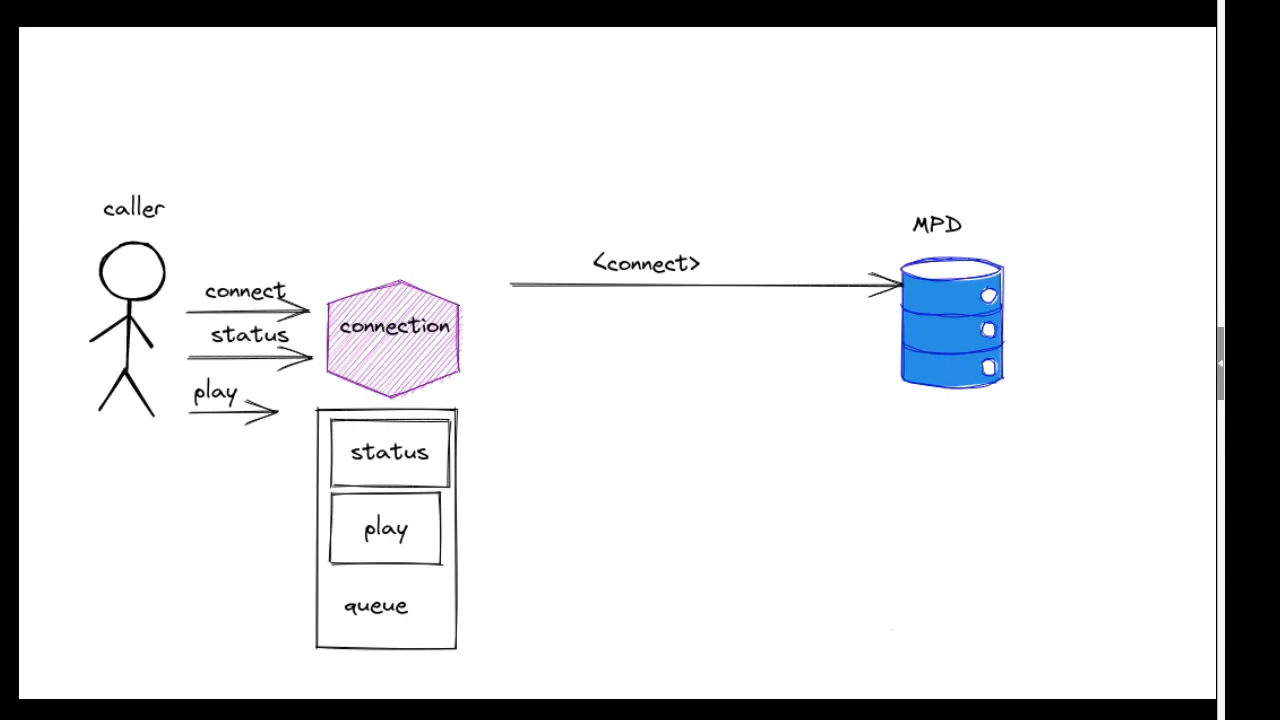 caller
MPD
<connect>
connect
connection
status
play
status
play
queue